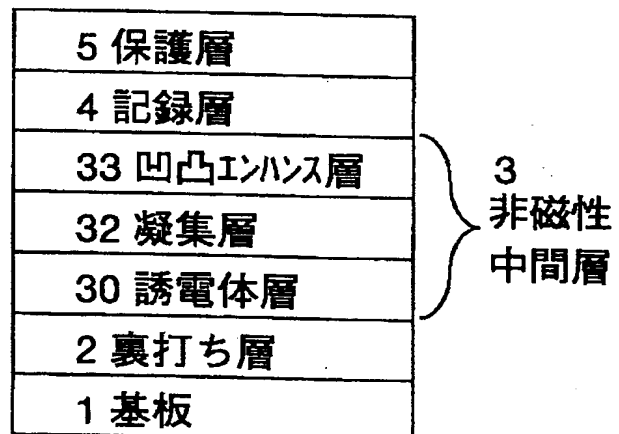 5 保護層
4 記録層
33 凹凸エンハンス層
32 凝集層
30 誘電体層
2 裏打ち層
1 基板
3
非磁性
中間層